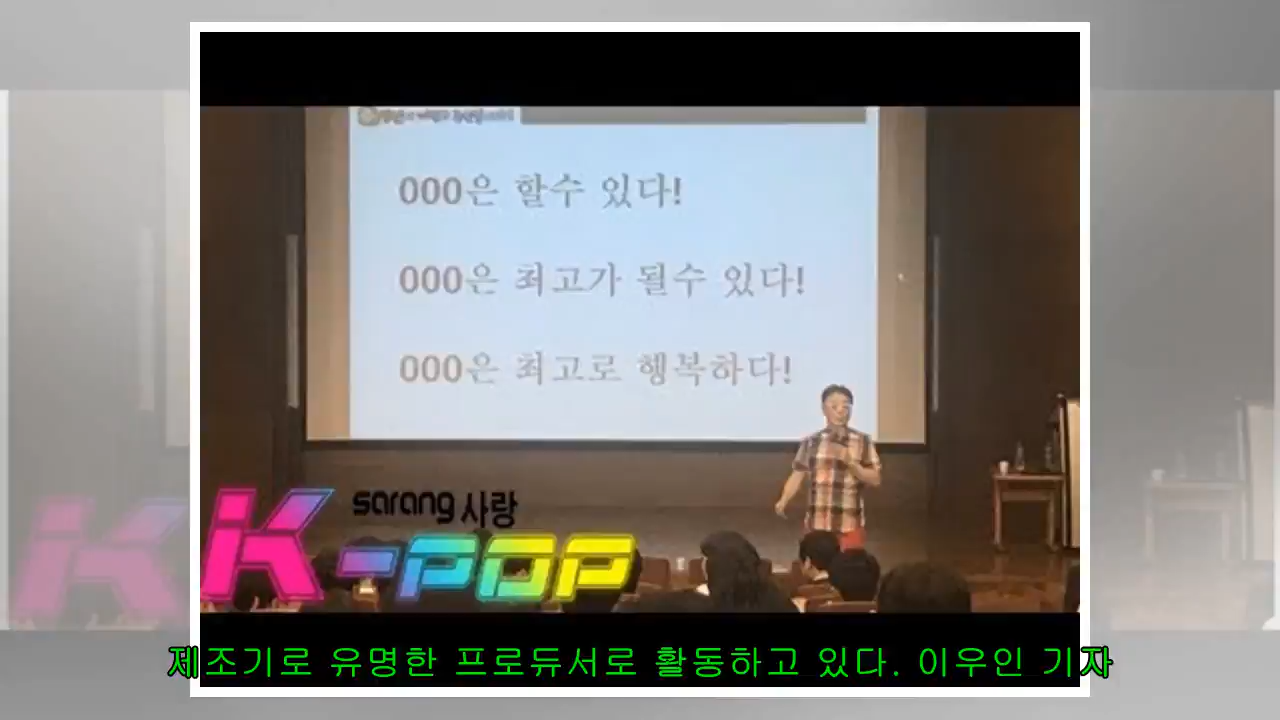 000은 할수 있다!
000은 최고가 될수 있다!
000은 최고로 행복하다!
sarang 사랑
K-POP
제조기로 유명한 프로듀서로 활동하고 있다. 이우인 기자